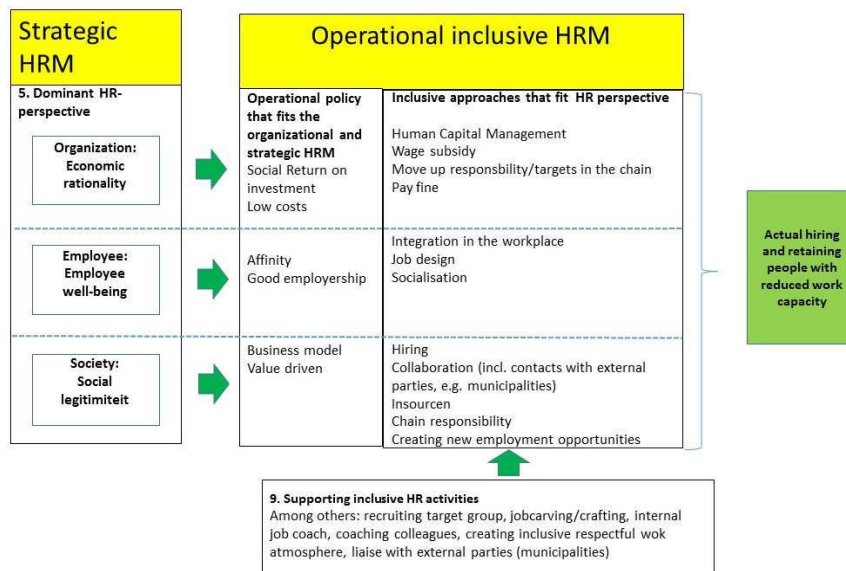 Strategic
HRM
Operational inclusive HRM
5. Dominant HR-
perspective
Organization:
Economic
rationality
Operational policy
that fits the
organizational and
strategic HRM
Social Return on
investment
Low costs
Inclusive approaches that fit HR perspective
Human Capital Management
Wage subsidy
Move up responsbility/targets in the chain
Pay fine
Employee:
Employee
well-being
Affinity
Good employership
Integration in the workplace
Job design
Socialisation
Society:
Social
legitimiteit
Business model
Value driven
Hiring
Collaboration (incl. contacts with external
parties, e.g. municipalities)
Insourcen
Chain responsibility
Creating new employment opportunities
Actual hiring
and retaining
people with
reduced work
capacity
9. Supporting inclusive HR activities
Among others: recruiting target group, jobcarving/crafting, internal
job coach, coaching colleagues, creating inclusive respectful wok
atmosphere, liaise with external parties (municipalities)